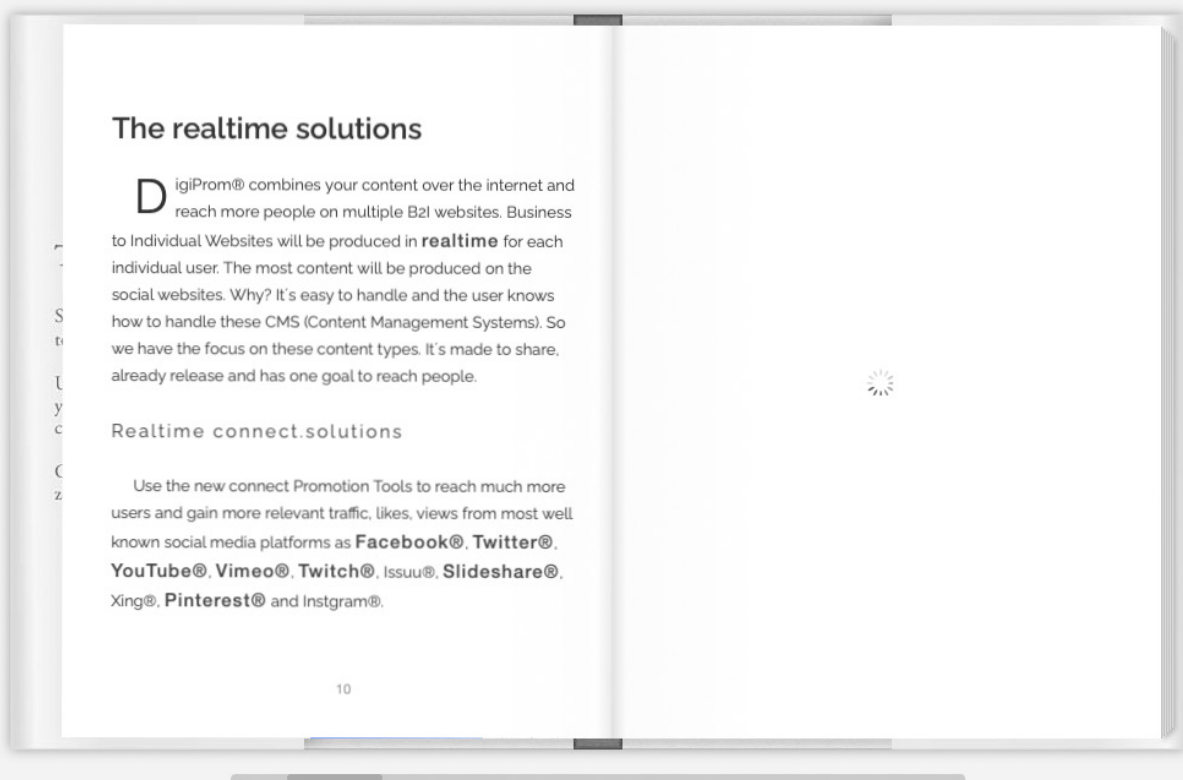 The realtime solutions
DigiProm® combines your content over the internet and
reach more people on multiple B2I websites. Business
to Individual Websites will be produced in realtime for each
individual user. The most content will be produced on the
social websites. Why? It´s easy to handle and the user knows
how to handle these CMS (Content Management Systems). So
we have the focus on these content types. It´s made to share,
already release and has one goal to reach people.
Realtime connect.solutions
Use the new connect Promotion Tools to reach much more
users and gain more relevant traffic, likes, views from most well
known social media platforms as Facebook®, Twitter®,
YouTube®, Vimeo®, Twitch®, Issuu®, Slideshare®,
Xing®, Pinterest® and Instgram®.
10